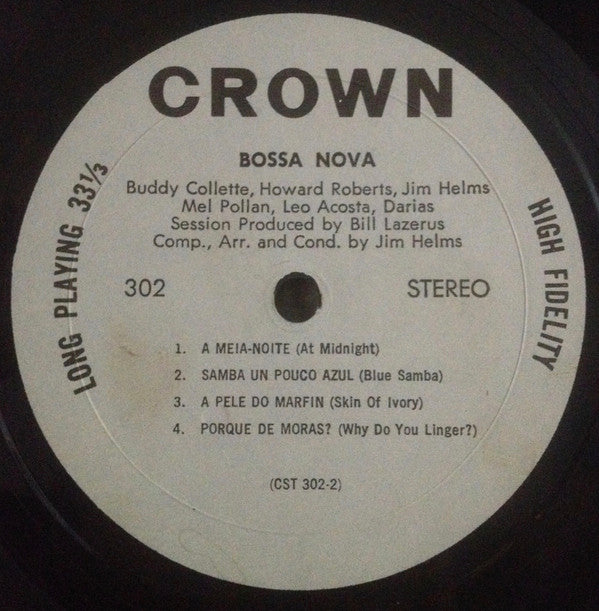 CROWN
BOSSA NOVA
Buddy Collette, Howard Roberts, Jim Helms
Mel Pollan, Leo Acosta, Darias
Session Produced by Bill Lazerus
Comp., Arr. and Cond. by Jim Helms
LONG PLAYING 33⅓
HIGH FIDELITY
302
STEREO
1. A MEIA-NOITE (At Midnight)
2. SAMBA UN POUCO AZUL (Blue Samba)
3. A PELE DO MARFIN (Skin Of Ivory)
4. PORQUE DE MORAS? (Why Do You Linger?)
(CST 302-2)